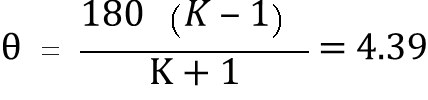 θ = 180 (K – 1) / K + 1 = 4.39